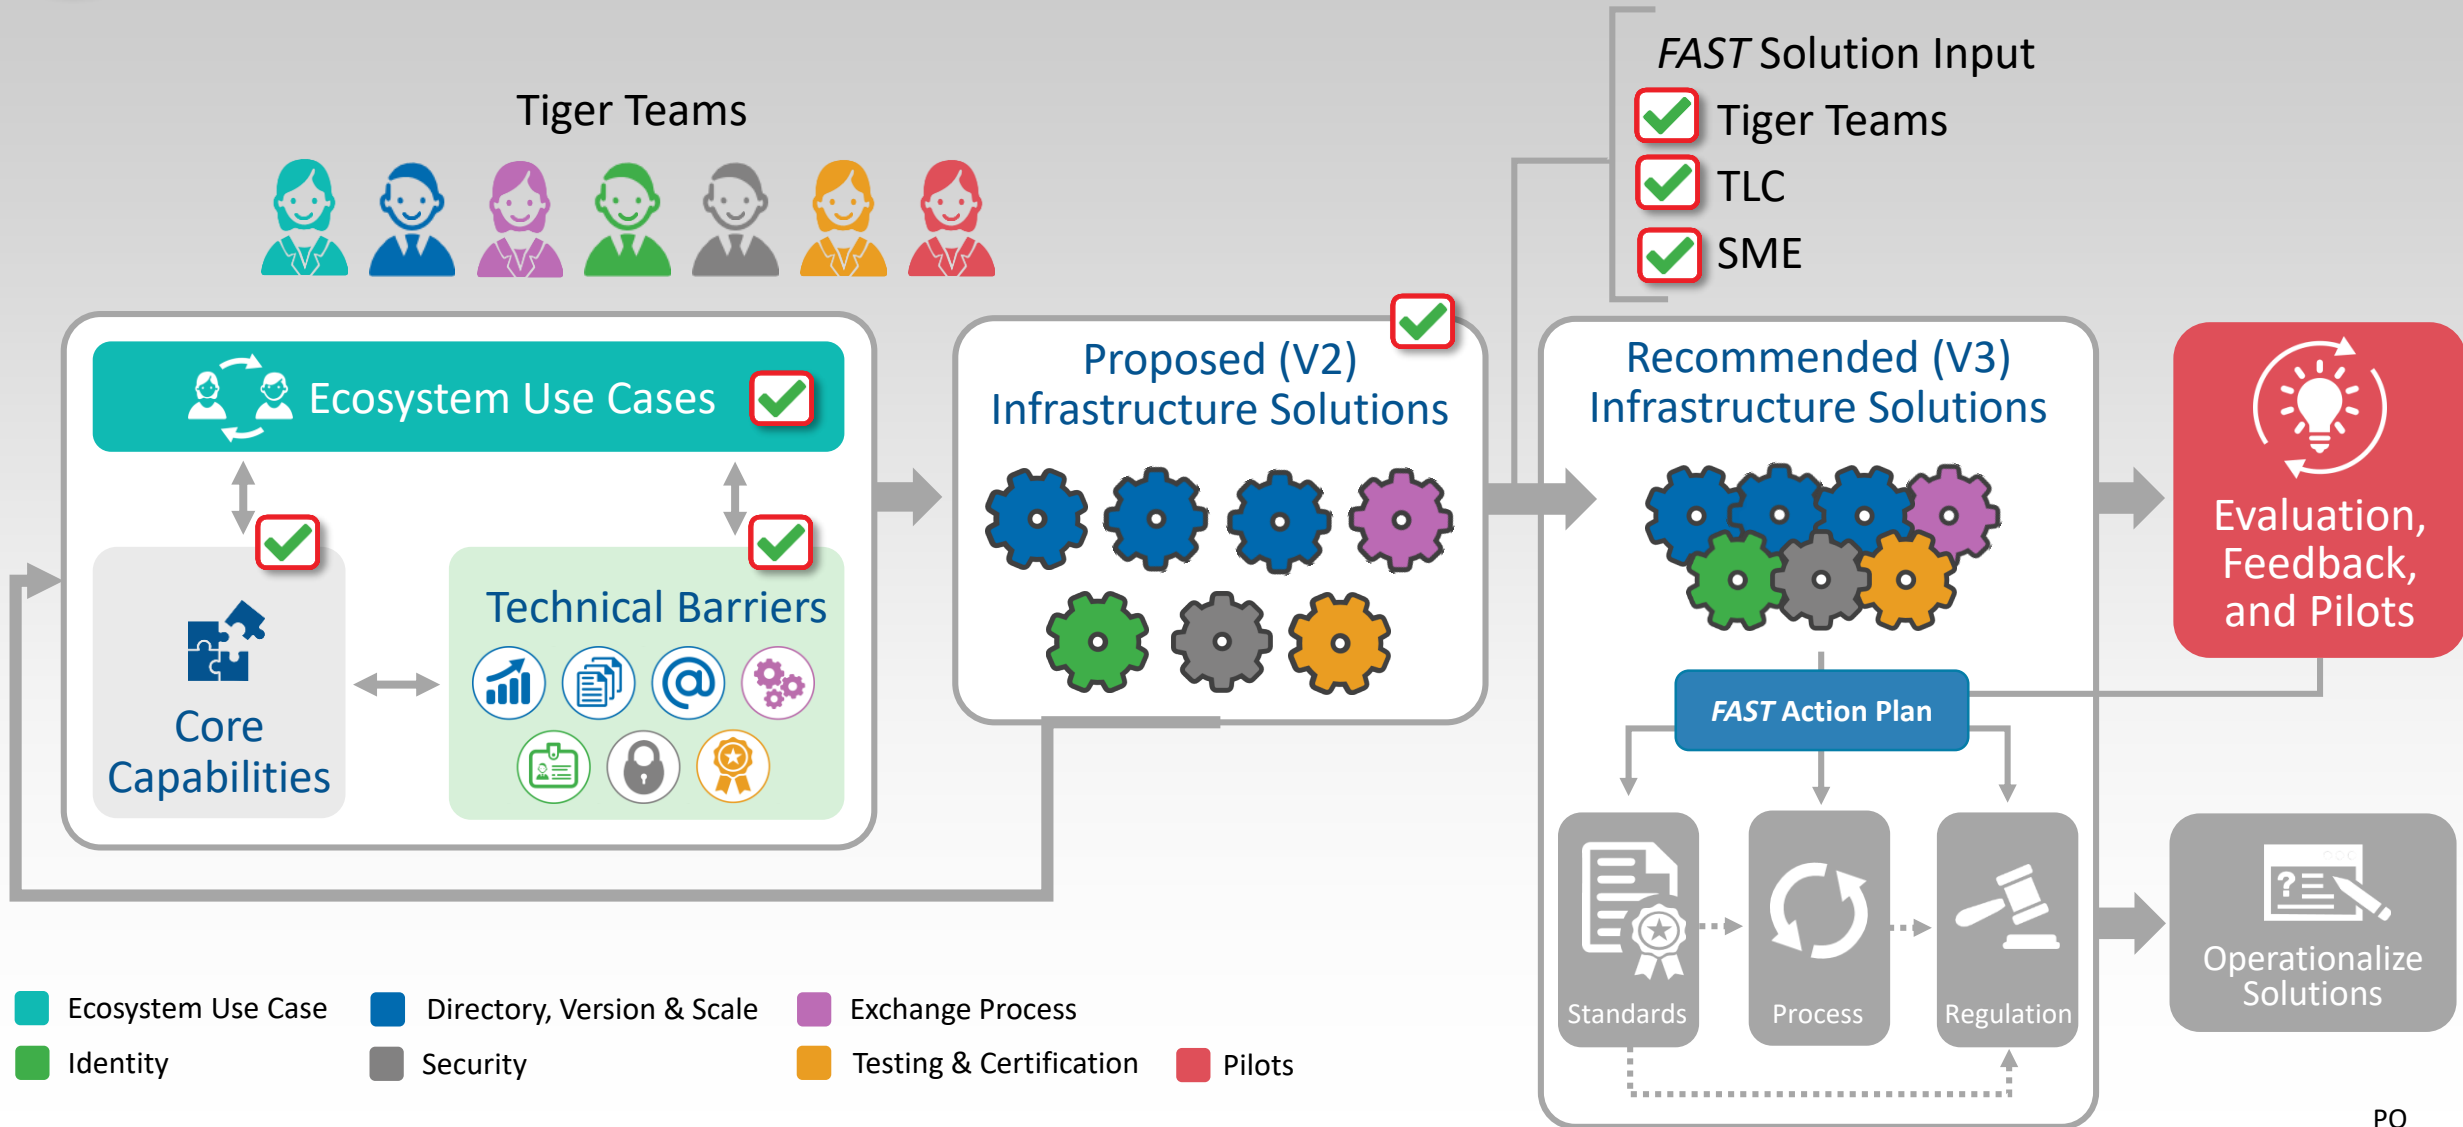 Tiger Teams
FAST Solution Input
Tiger Teams
TLC
SME
Ecosystem Use Cases
Core
Capabilities
Technical Barriers
@
Proposed (V2)
Infrastructure Solutions
Recommended (V3)
Infrastructure Solutions
FAST Action Plan
Standards
Process
Regulation
Evaluation,
Feedback,
and Pilots
?
Operationalize
Solutions
Ecosystem Use Case
Directory, Version & Scale
Exchange Process
Identity
Security
Testing & Certification
Pilots
PO